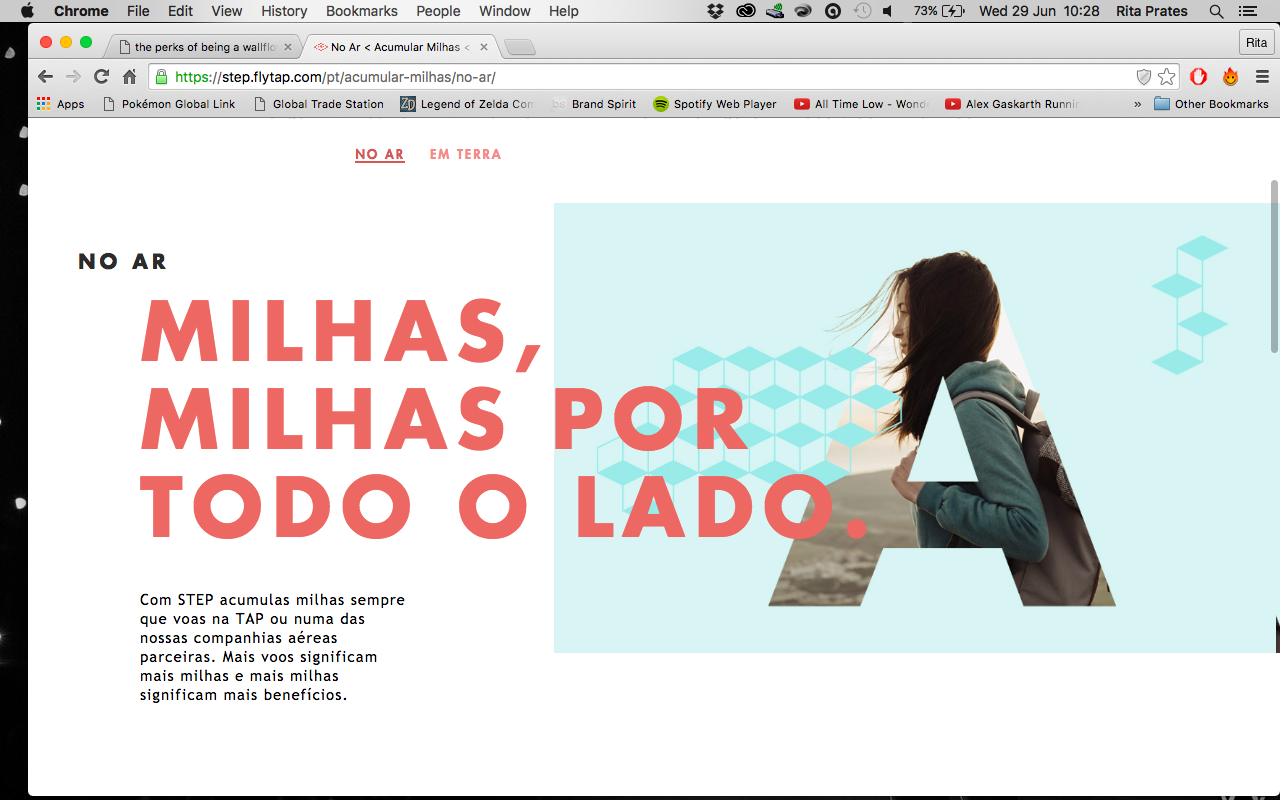 Chrome File Edit View History Bookmarks People Window Help 73% Wed 29 Jun 10:28 Rita Prates
the perks of being a wallflo No Ar < Acumular Milhas < Rita
https://step.flytap.com/pt/acumular-milhas/no-ar/
Apps Pokémon Global Link Global Trade Station Legend of Zelda Com Brand Spirit Spotify Web Player All Time Low - Wond Alex Gaskarth Runnin » Other Bookmarks
NO AR EM TERRA
NO AR
MILHAS,
MILHAS POR
TODO O LADO.
Com STEP acumulas milhas sempre
que voas na TAP ou numa das
nossas companhias aéreas
parceiras. Mais voos significam
mais milhas e mais milhas
significam mais benefícios.